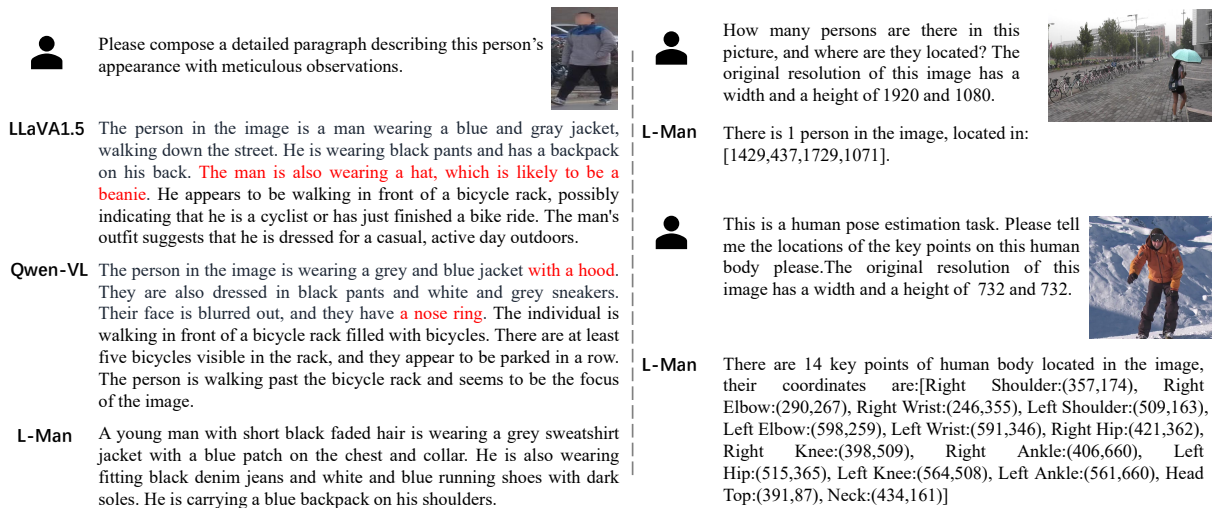 Please compose a detailed paragraph describing this person's
appearance with meticulous observations.
LLaVA1.5
The person in the image is a man wearing a blue and gray jacket,
walking down the street. He is wearing black pants and has a backpack
on his back. The man is also wearing a hat, which is likely to be a
beanie. He appears to be walking in front of a bicycle rack, possibly
indicating that he is a cyclist or has just finished a bike ride. The man's
outfit suggests that he is dressed for a casual, active day outdoors.
Qwen-VL
The person in the image is wearing a grey and blue jacket with a hood.
They are also dressed in black pants and white and grey sneakers.
Their face is blurred out, and they have a nose ring. The individual is
walking in front of a bicycle rack filled with bicycles. There are at least
five bicycles visible in the rack, and they appear to be parked in a row.
The person is walking past the bicycle rack and seems to be the focus
of the image.
L-Man
A young man with short black faded hair is wearing a grey sweatshirt
jacket with a blue patch on the chest and collar. He is also wearing
fitting black denim jeans and white and blue running shoes with dark
soles. He is carrying a blue backpack on his shoulders.
How many persons are there in this
picture, and where are they located? The
original resolution of this image has a
width and a height of 1920 and 1080.
L-Man
There is 1 person in the image, located in:
[1429,437,1729,1071].
This is a human pose estimation task. Please tell
me the locations of the key points on this human
body please.The original resolution of this
image has a width and a height of 732 and 732.
L-Man
There are 14 key points of human body located in the image,
their coordinates are:[Right Shoulder:(357,174), Right
Elbow:(290,267), Right Wrist:(246,355), Left Shoulder:(509,163),
Left Elbow:(598,259), Left Wrist:(591,346), Right Hip:(421,362),
Right Knee:(398,509), Right Ankle:(406,660), Left
Hip:(515,365), Left Knee:(564,508), Left Ankle:(561,660), Head
Top:(391,87), Neck:(434,161)]